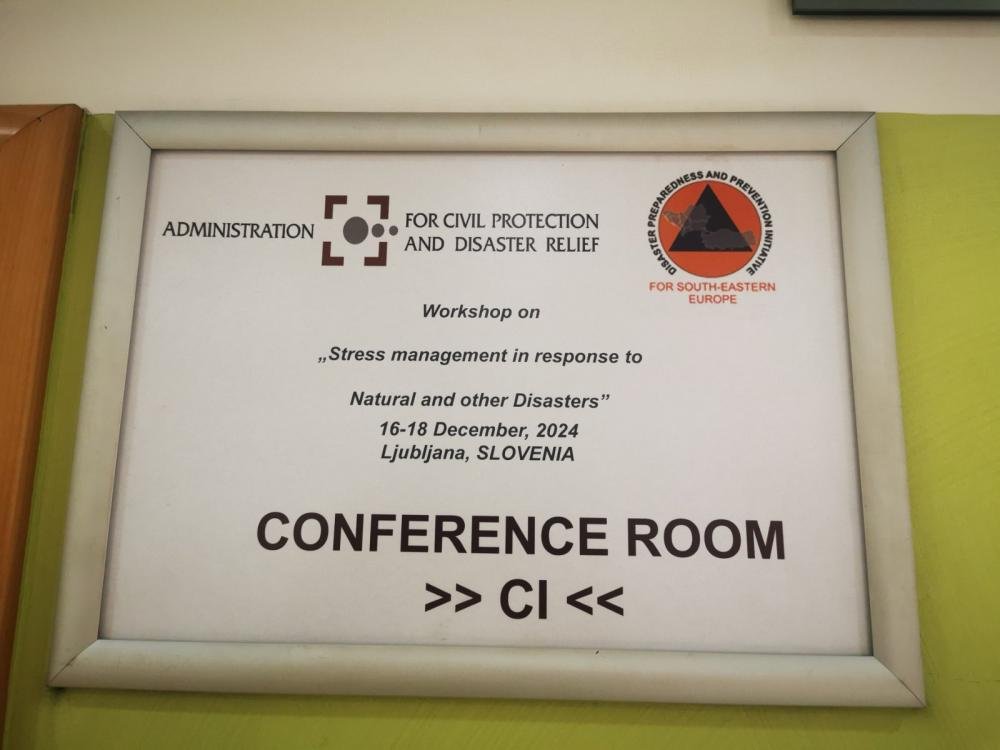 ADMINISTRATION FOR CIVIL PROTECTION
AND DISASTER RELIEF
DISASTER PREPAREDNESS AND PREVENTION INITIATIVE
FOR SOUTH-EASTERN
EUROPE
Workshop on
„Stress management in response to
Natural and other Disasters”
16-18 December, 2024
Ljubljana, SLOVENIA
CONFERENCE ROOM
>> CI <<